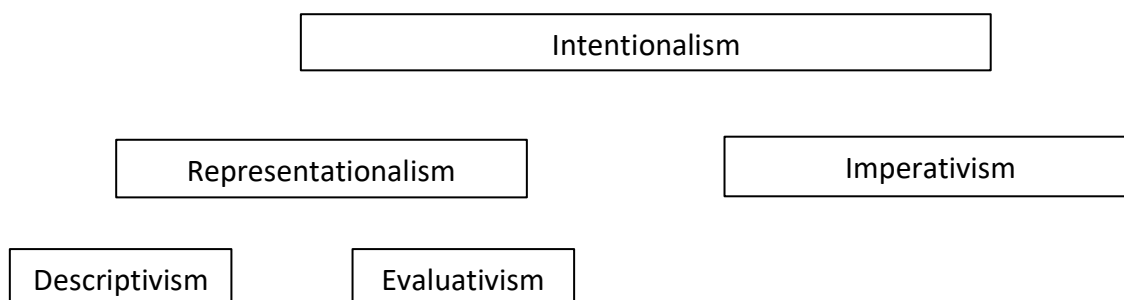 Intentionalism
Representationalism
Imperativism
Descriptivism
Evaluativism